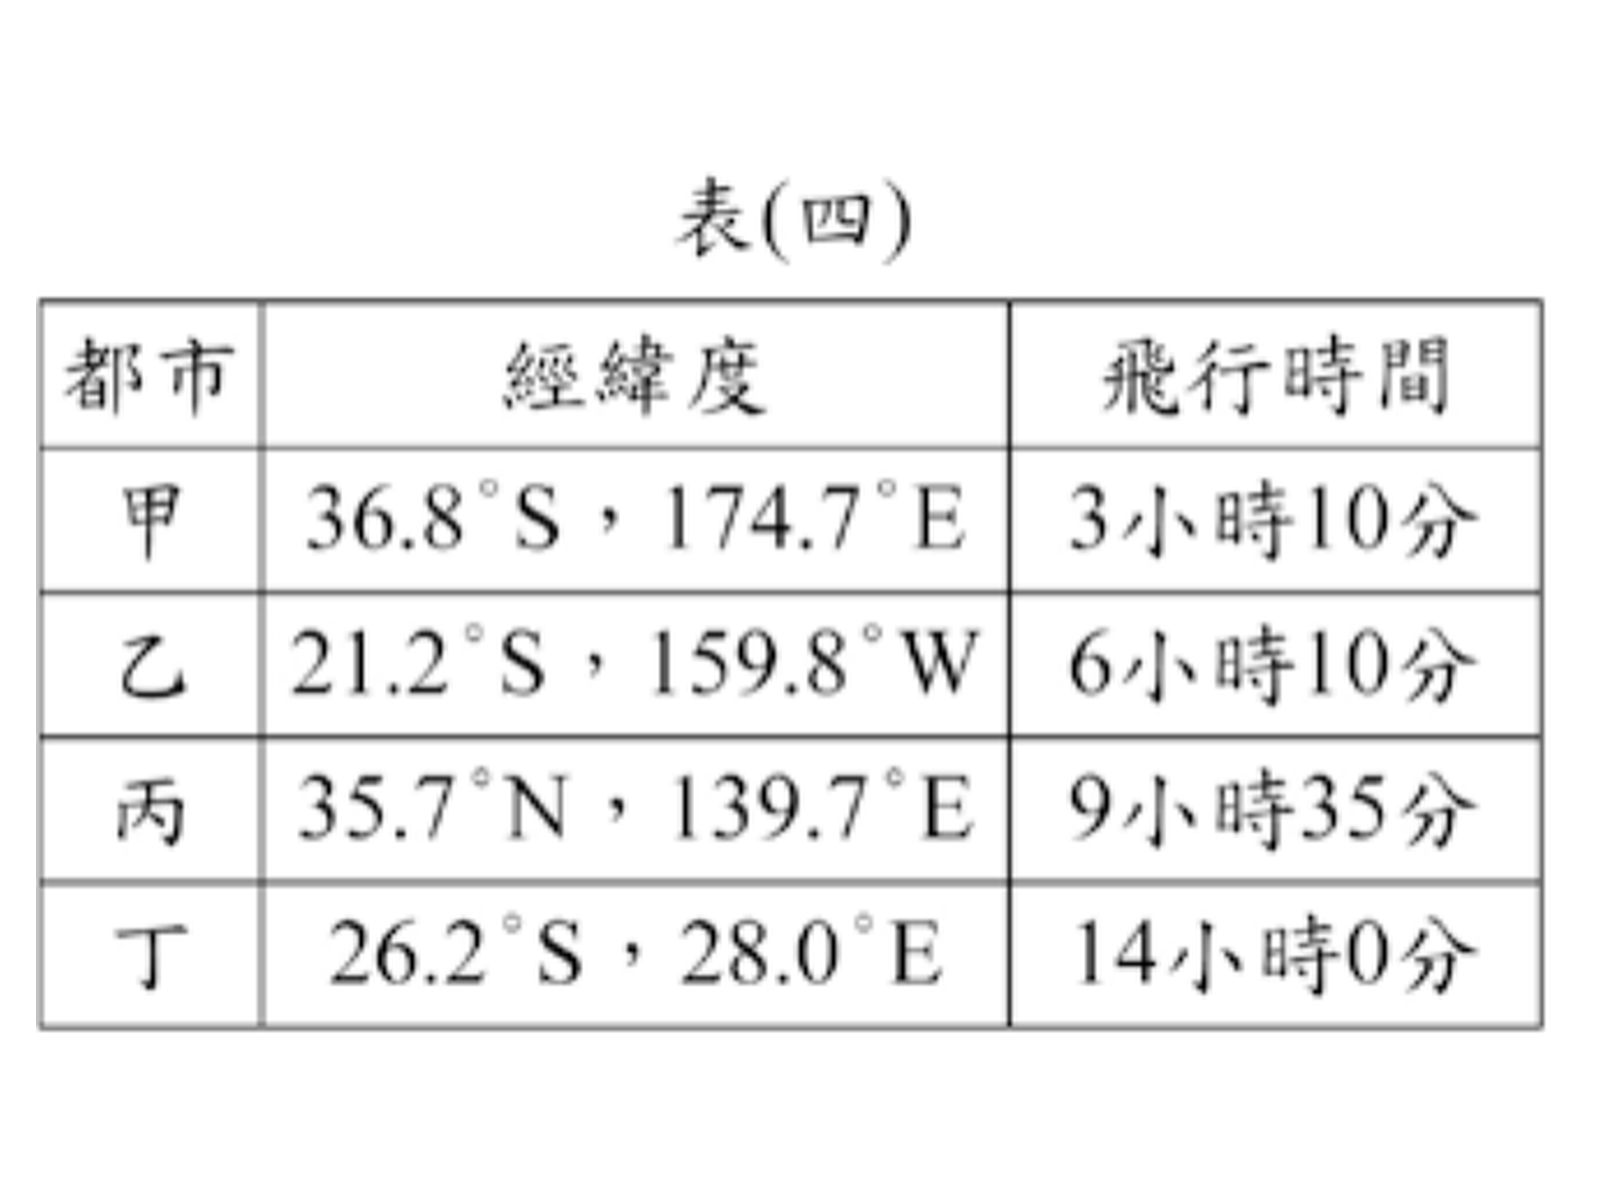 表(四)
都市 經緯度 飛行時間
甲 36.8°S，174.7°E 3小時10分
乙 21.2°S，159.8°W 6小時10分
丙 35.7°N，139.7°E 9小時35分
丁 26.2°S，28.0°E 14小時0分